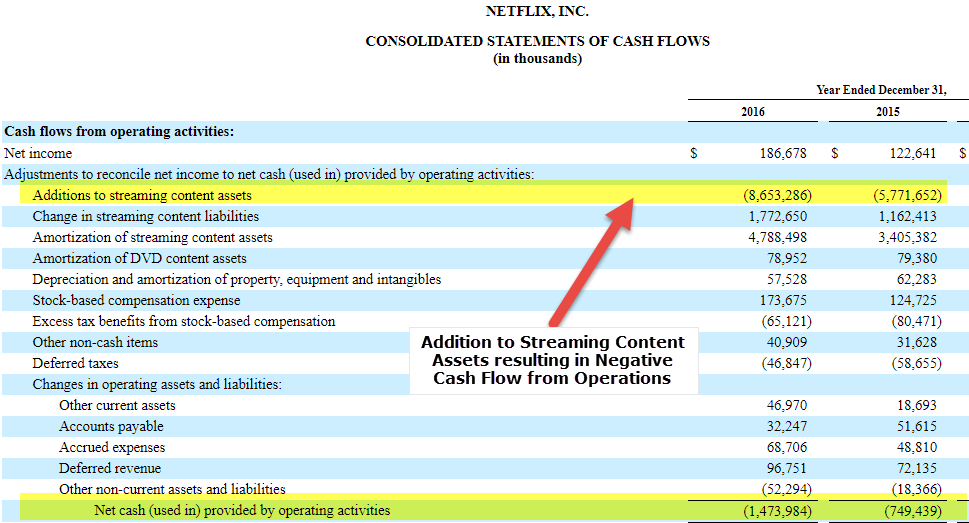 NETFLIX, INC.
CONSOLIDATED STATEMENTS OF CASH FLOWS
(in thousands)
Year Ended December 31,
2016 2015
Cash flows from operating activities:
Net income $ 186,678 $ 122,641 $
Adjustments to reconcile net income to net cash (used in) provided by operating activities:
Additions to streaming content assets (8,653,286) (5,771,652)
Change in streaming content liabilities 1,772,650 1,162,413
Amortization of streaming content assets 4,788,498 3,405,382
Amortization of DVD content assets 78,952 79,380
Depreciation and amortization of property, equipment and intangibles 57,528 62,283
Stock-based compensation expense 173,675 124,725
Excess tax benefits from stock-based compensation (65,121) (80,471)
Other non-cash items 40,909 31,628
Deferred taxes (46,847) (58,655)
Changes in operating assets and liabilities:
Other current assets 46,970 18,693
Accounts payable 32,247 51,615
Accrued expenses 68,706 48,810
Deferred revenue 96,751 72,135
Other non-current assets and liabilities (52,294) (18,366)
Net cash (used in) provided by operating activities (1,473,984) (749,439)
Addition to Streaming Content
Assets resulting in Negative
Cash Flow from Operations